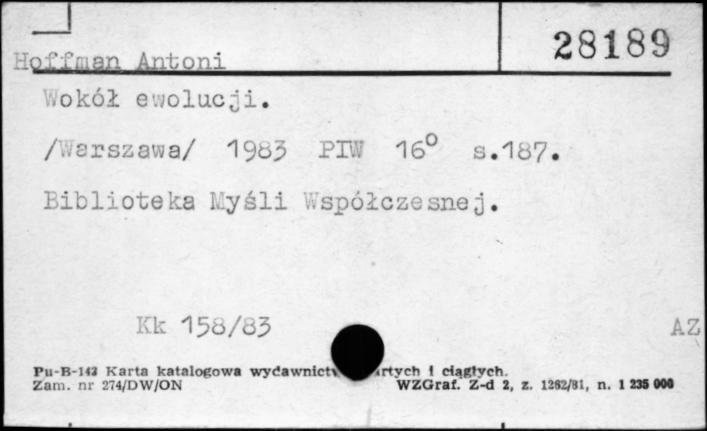 28189
Hoffman Antoni
Wokół ewolucji.
/Warszawa/ 1983 PIW 16° s.187.
Biblioteka Myśli Współczesnej.
Kk 158/83
AZ
Pu-B-143 Karta katalogowa wydawnict rtych i ciągłych.
Zam. nr 274/DW/ON WZGraf. Z-d 2, z. 1262/81, n. 1 235 000